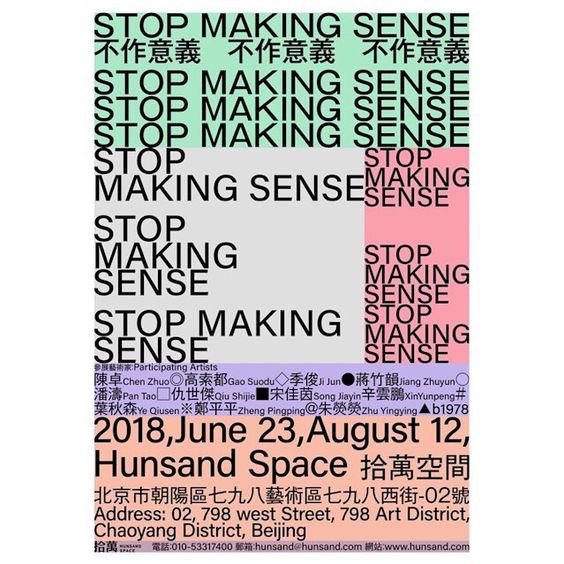 STOP MAKING SENSE
不作意義 不作意義 不作意義
STOP MAKING SENSE
STOP MAKING SENSE
STOP MAKING SENSE
STOP
MAKING SENSE
STOP
MAKING
SENSE
STOP MAKING
SENSE
STOP
MAKING
SENSE
STOP
MAKING
SENSE
STOP
MAKING
SENSE
參展藝術家:Participating Artists
陳卓Chen Zhuo◎高索都Gao Suodu◇季俊Ji Jun●蔣竹韻Jiang Zhuyun○
潘濤Pan Tao□仇世傑Qiu Shijie■宋佳茵Song Jiayin辛雲鵬XinYunpeng#
葉秋森Ye Qiusen※鄭平平Zheng Pingping@朱熒熒Zhu Yingying▲b1978
2018,June 23,August 12,
Hunsand Space 拾萬空間
北京市朝陽區七九八藝術區七九八西街-02號
Address: 02, 798 west Street, 798 Art District,
Chaoyang District, Beijing
拾萬 HUNSAND SPACE 電話:010-53317400 郵箱:hunsand@hunsand.com 網站:www.hunsand.com